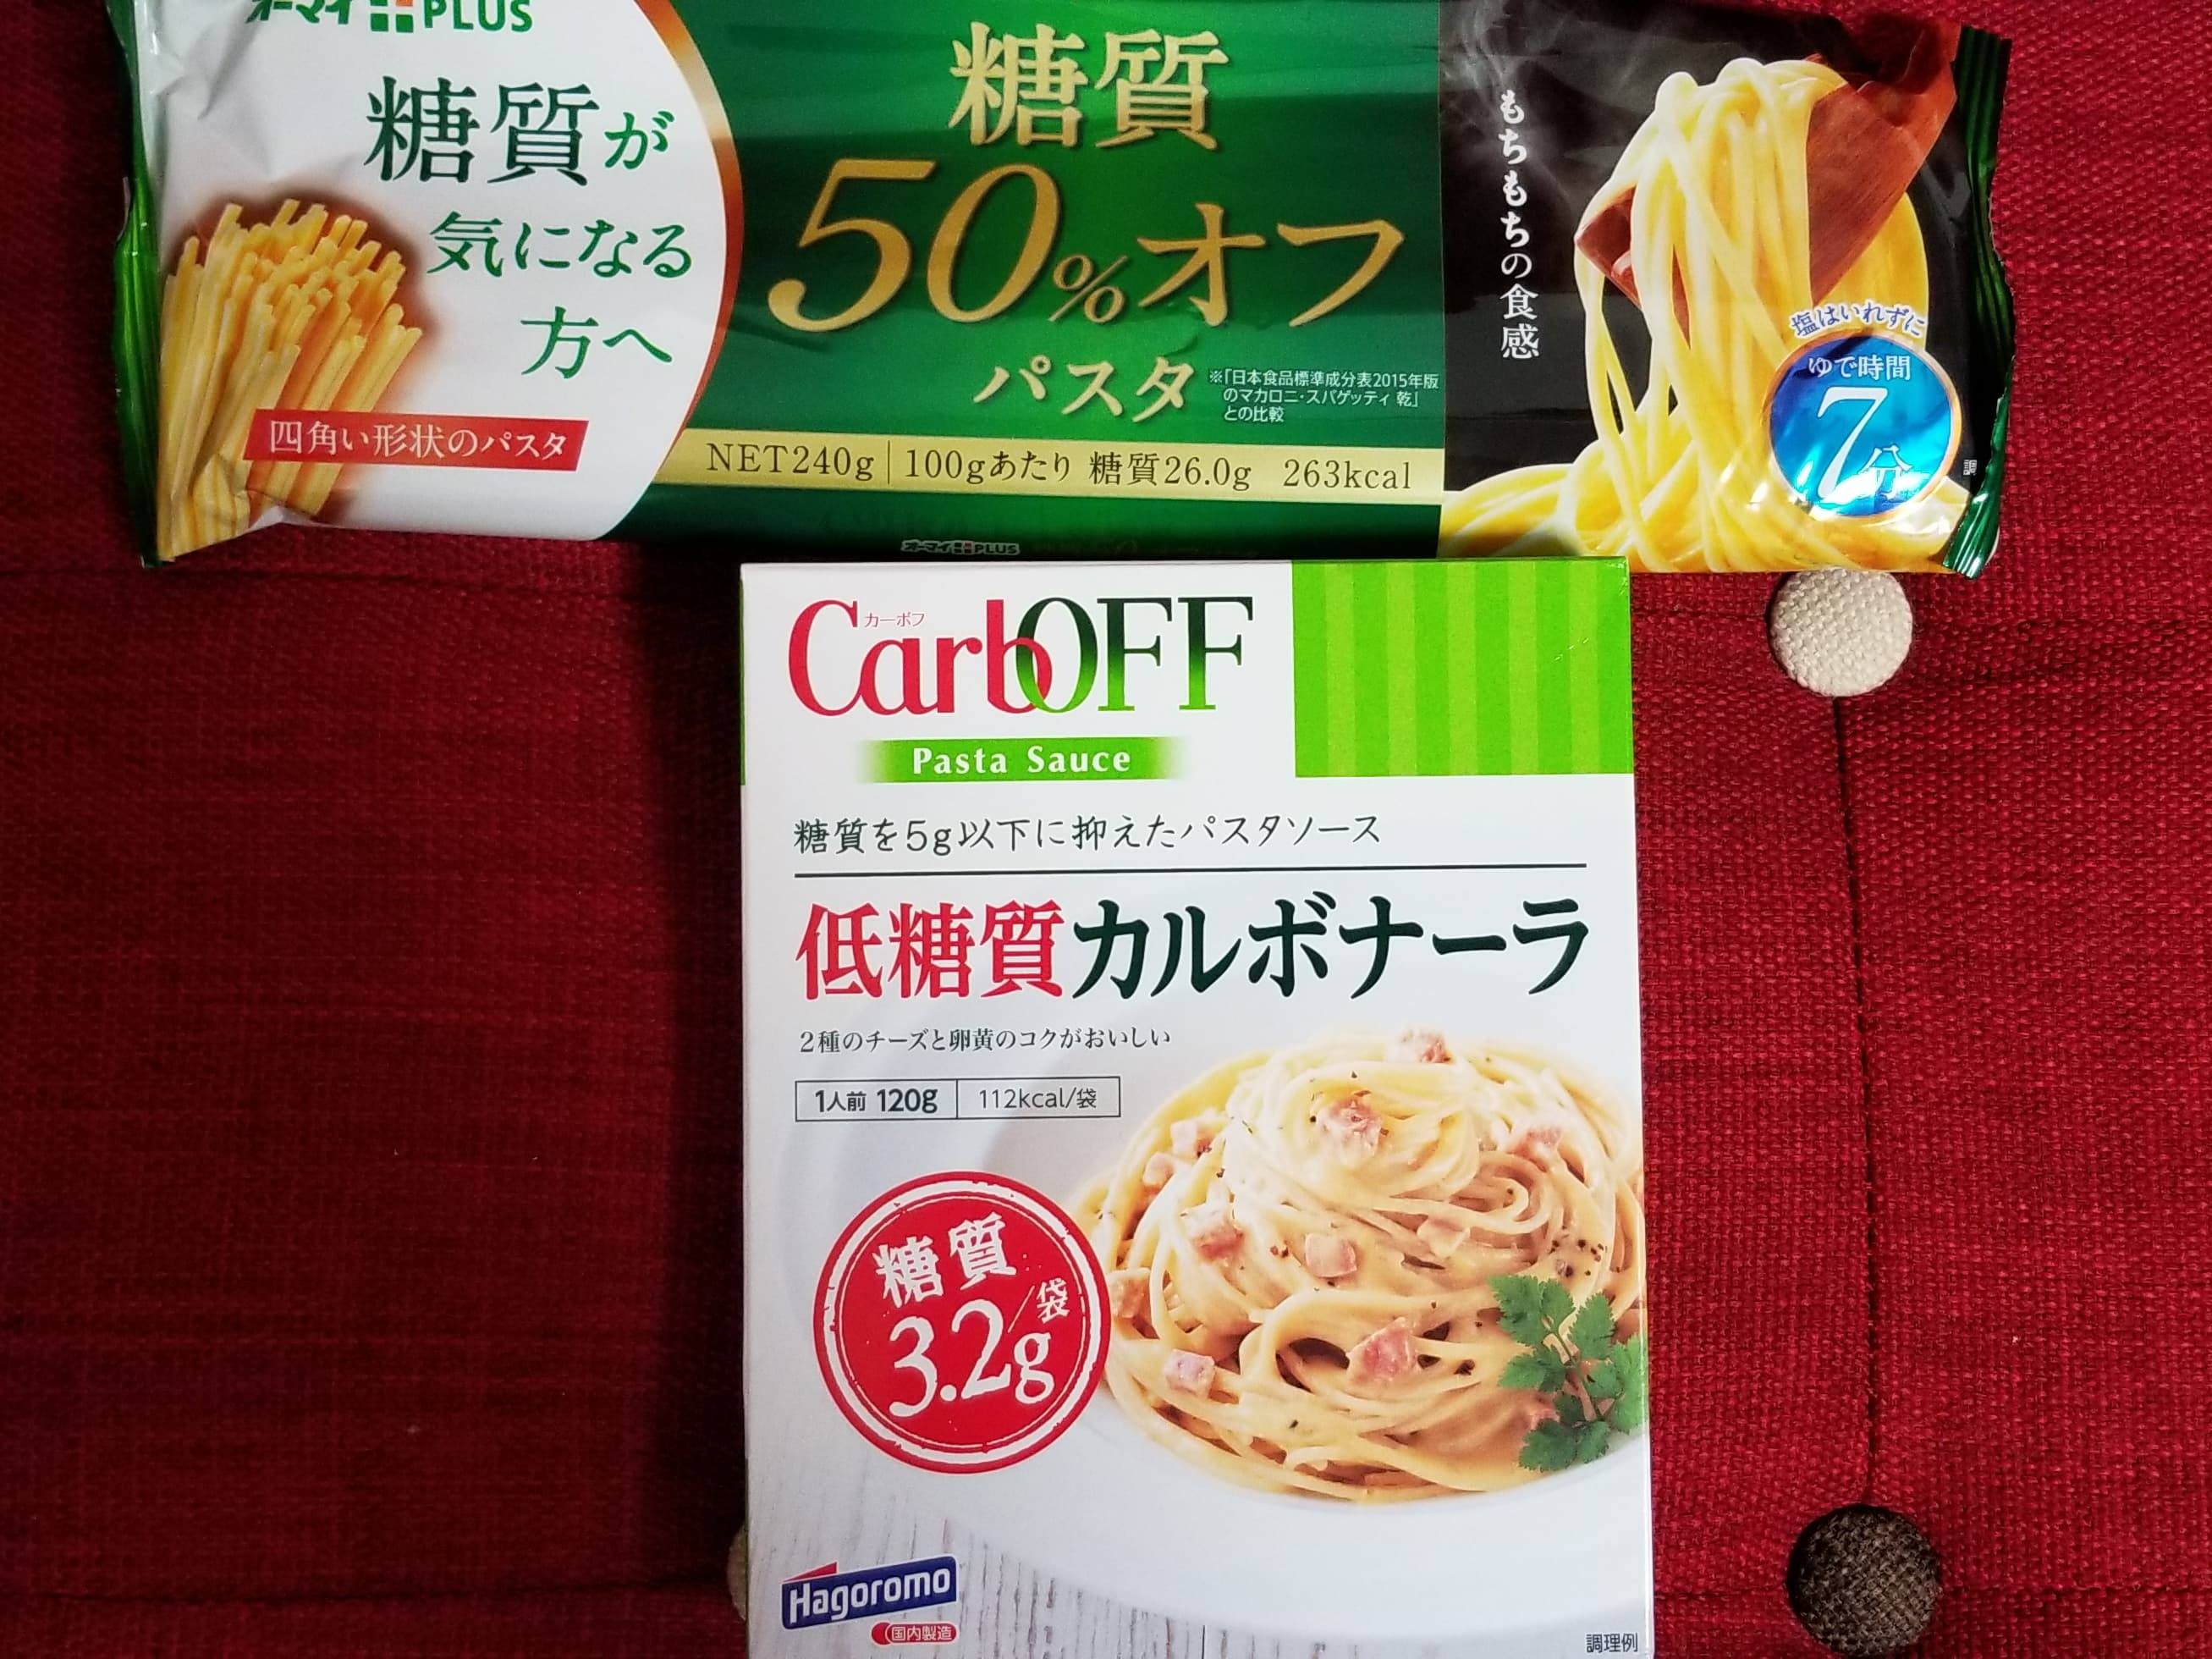 オーマイ PLUS
糖質が
気になる
方へ
四角い形状のパスタ
糖質
50%オフ
パスタ
※「日本食品標準成分表2015年版
のマカロニ・スパゲッティ 乾」
との比較
NET240g 100gあたり 糖質26.0g 263kcal
もちもちの食感
塩はいれずに
ゆで時間
7分
調
オーマイ PLUS
カーボフ
CarbOFF
Pasta Sauce
糖質を5g以下に抑えたパスタソース
低糖質カルボナーラ
2種のチーズと卵黄のコクがおいしい
1人前 120g 112kcal/袋
糖質
3.2g/袋
Hagoromo
国内製造
調理例